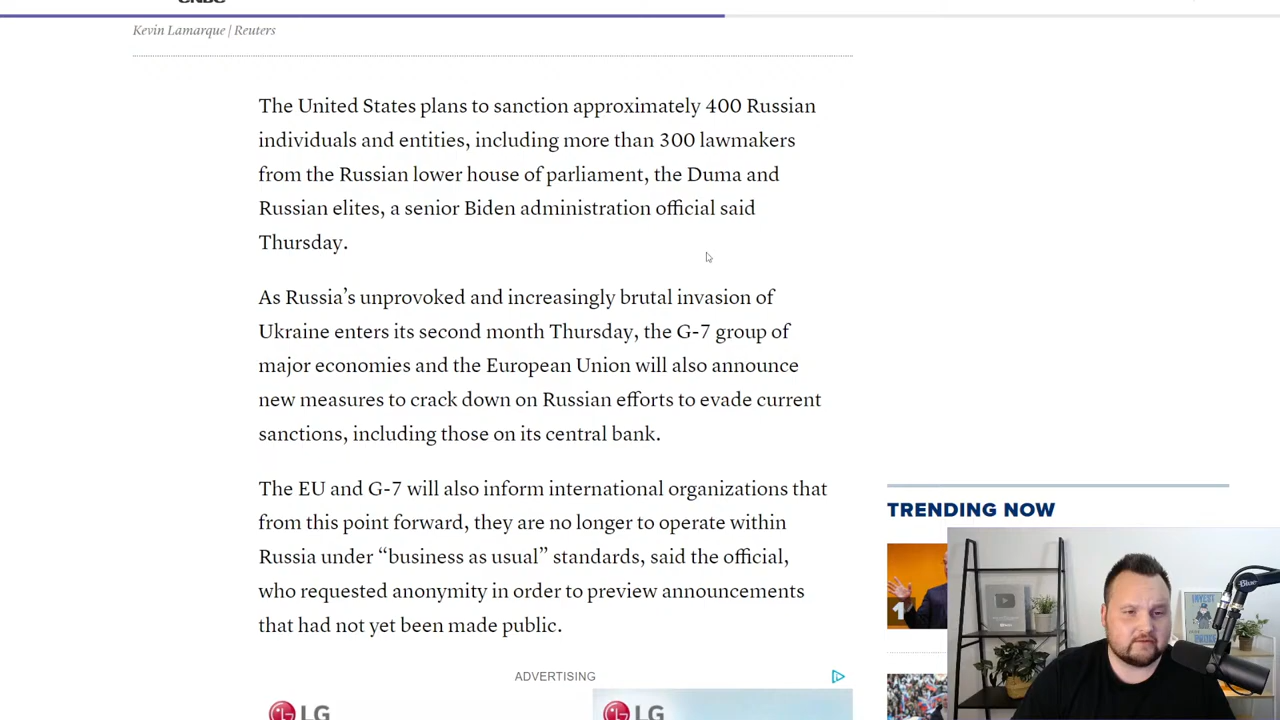 CNBC
Kevin Lamarque | Reuters
The United States plans to sanction approximately 400 Russian
individuals and entities, including more than 300 lawmakers
from the Russian lower house of parliament, the Duma and
Russian elites, a senior Biden administration official said
Thursday.
As Russia’s unprovoked and increasingly brutal invasion of
Ukraine enters its second month Thursday, the G-7 group of
major economies and the European Union will also announce
new measures to crack down on Russian efforts to evade current
sanctions, including those on its central bank.
The EU and G-7 will also inform international organizations that
from this point forward, they are no longer to operate within
Russia under “business as usual” standards, said the official,
who requested anonymity in order to preview announcements
that had not yet been made public.
TRENDING NOW
1
Blue
INVEST
ADVERTISING
LG
LG